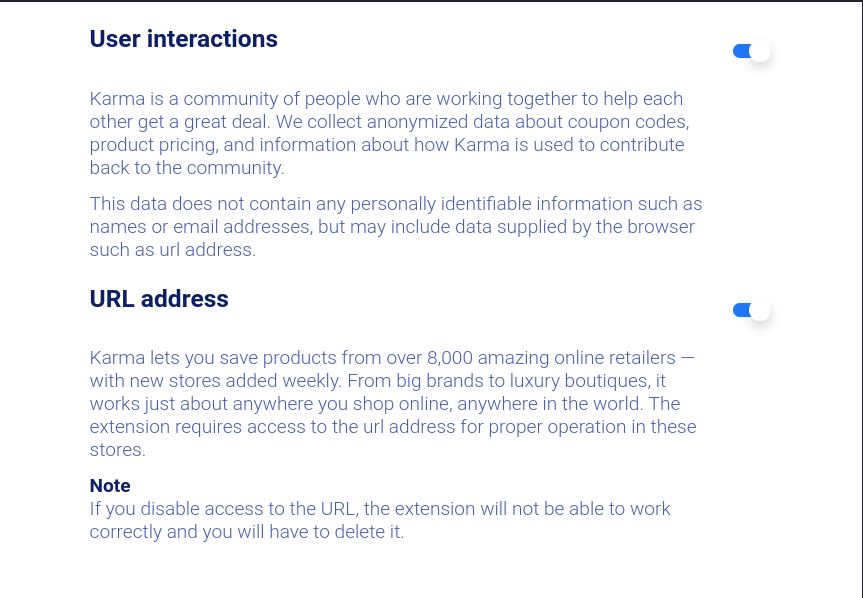 User interactions
Karma is a community of people who are working together to help each
other get a great deal. We collect anonymized data about coupon codes,
product pricing, and information about how Karma is used to contribute
back to the community.
This data does not contain any personally identifiable information such as
names or email addresses, but may include data supplied by the browser
such as url address.
URL address
Karma lets you save products from over 8,000 amazing online retailers —
with new stores added weekly. From big brands to luxury boutiques, it
works just about anywhere you shop online, anywhere in the world. The
extension requires access to the url address for proper operation in these
stores.
Note
If you disable access to the URL, the extension will not be able to work
correctly and you will have to delete it.